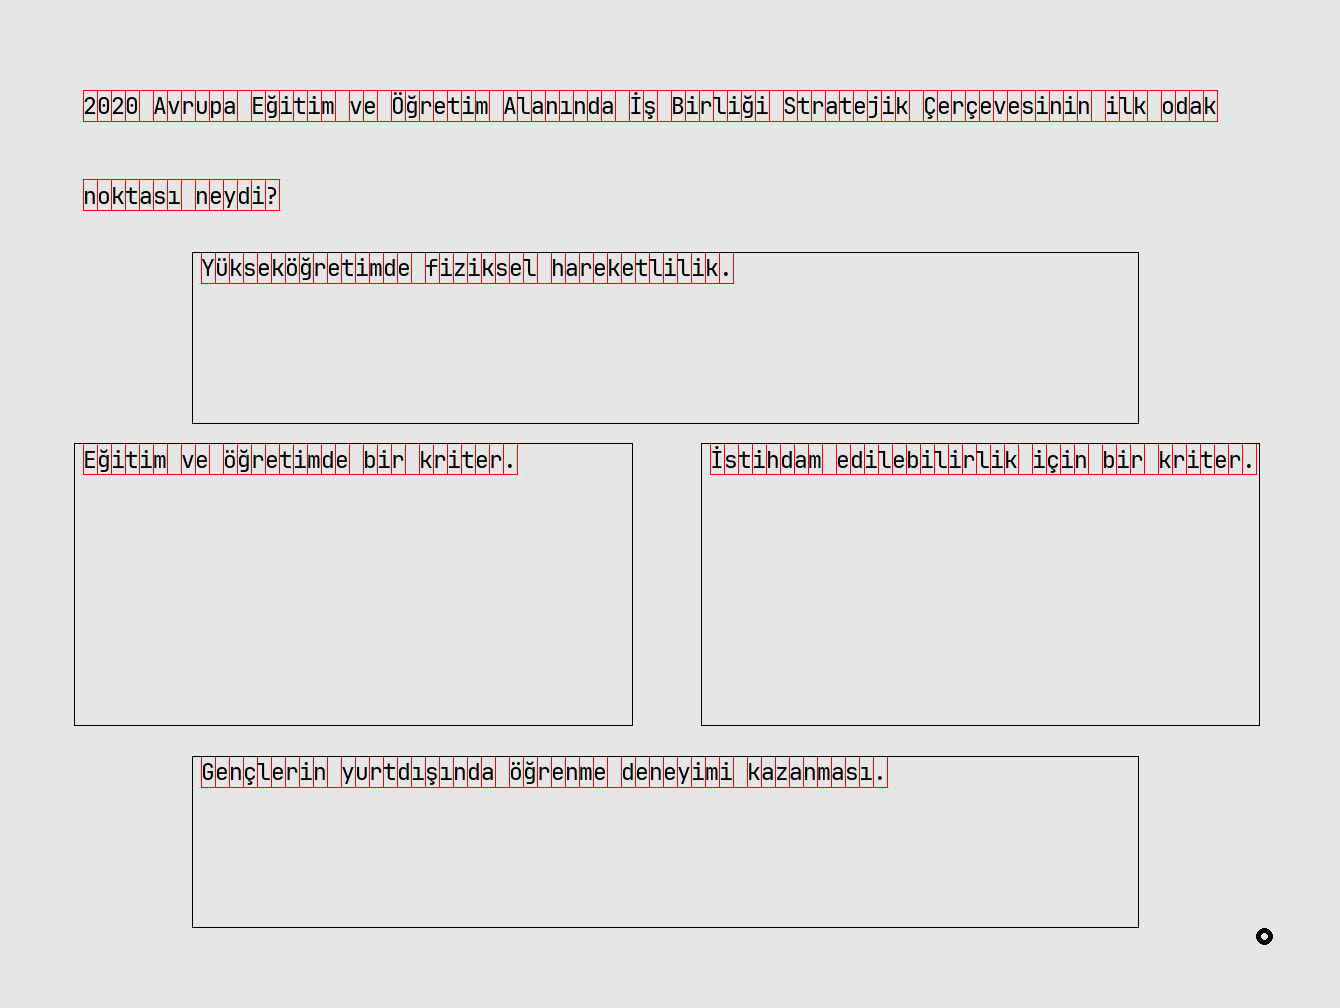 2020 Avrupa Eğitim ve Öğretim Alanında İş Birliği Stratejik Çerçevesinin ilk odak
noktası neydi?
Yükseköğretimde fiziksel hareketlilik.
Eğitim ve öğretimde bir kriter.
İstihdam edilebilirlik için bir kriter.
Gençlerin yurtdışında öğrenme deneyimi kazanması.